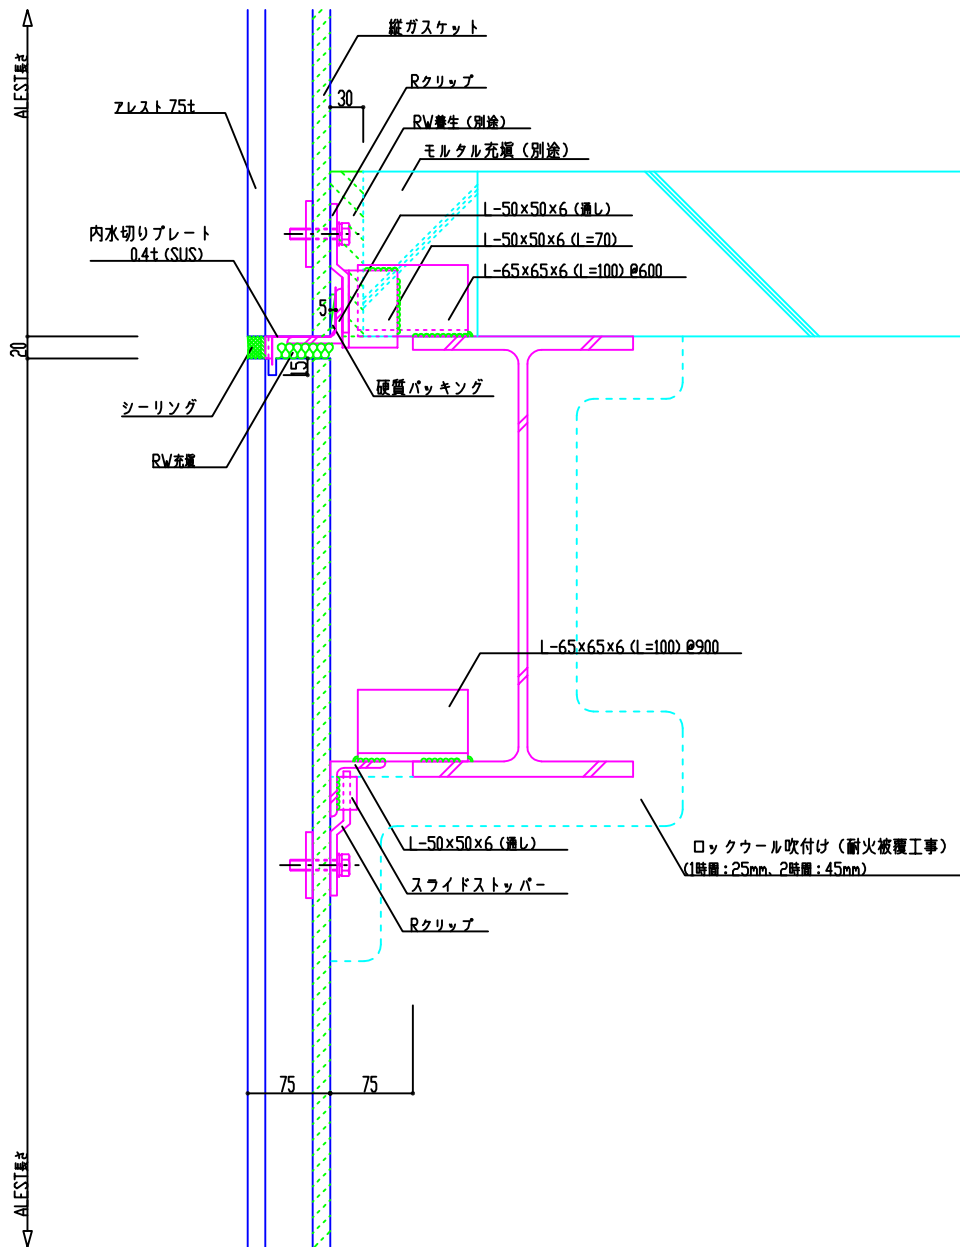 縦ガスケット
ALEST長さ
Rクリップ
30
アレスト 75t
RW養生 (別途)
モルタル充填 (別途)
L-50×50×6 (通し)
内水切りプレート
0.4t (SUS)
L-50×50×6 (L=70)
L-65×65×6 (L=100) @600
5
20
15
硬質パッキング
シーリング
RW充填
L-65×65×6 (L=100) @900
L-50×50×6 (通し)
ロックウール吹付け (耐火被覆工事)
(1時間:25mm、2時間:45mm)
スライドストッパー
Rクリップ
75
75
ALEST長さ